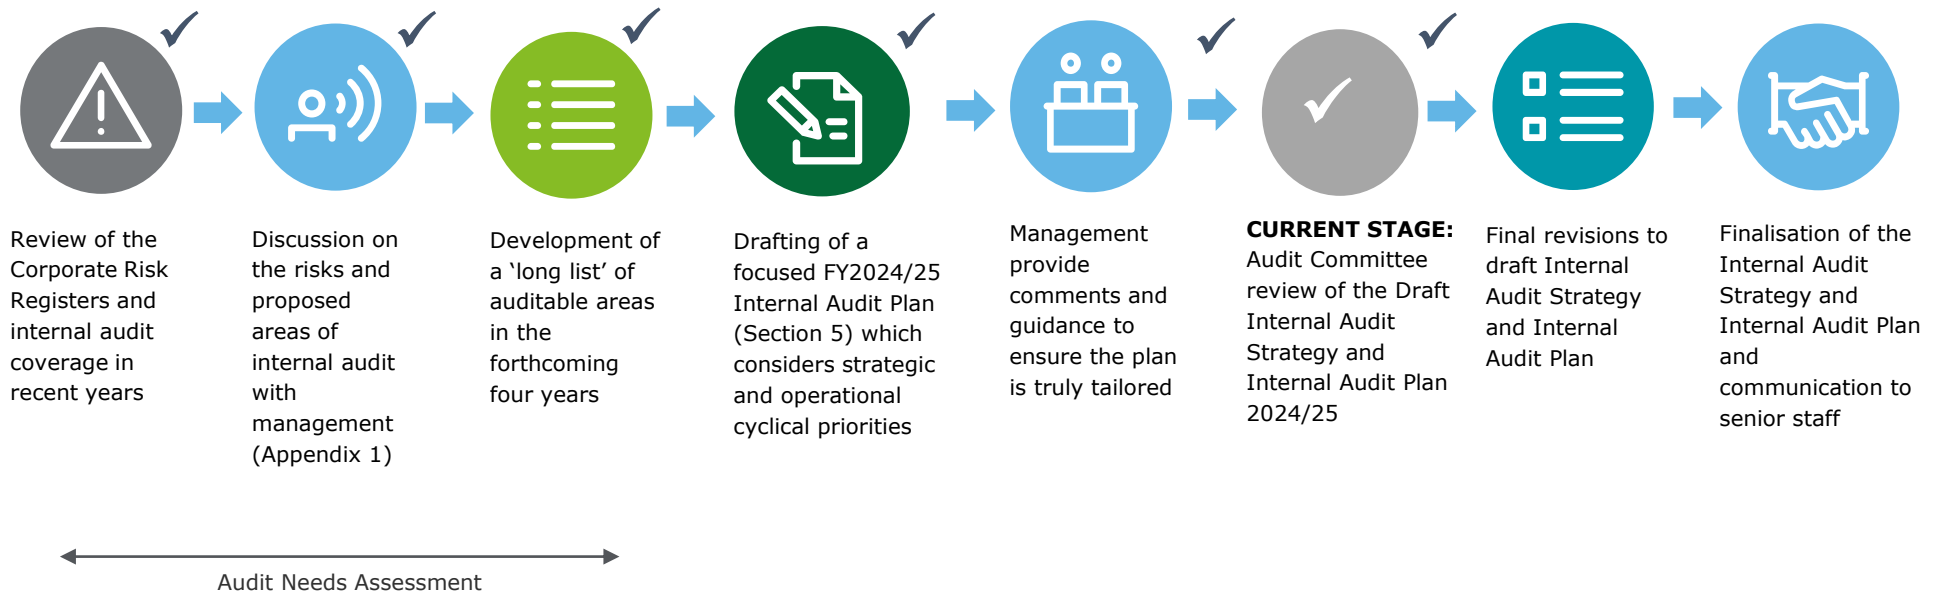 Review of the
Corporate Risk
Registers and
internal audit
coverage in
recent years
Discussion on
the risks and
proposed
areas of
internal audit
with
management
(Appendix 1)
Development of
a ‘long list’ of
auditable areas
in the
forthcoming
four years
Drafting of a
focused FY2024/25
Internal Audit Plan
(Section 5) which
considers strategic
and operational
cyclical priorities
Management
provide
comments and
guidance to
ensure the plan
is truly tailored
CURRENT STAGE:
Audit Committee
review of the Draft
Internal Audit
Strategy and
Internal Audit Plan
2024/25
Final revisions to
draft Internal
Audit Strategy
and Internal
Audit Plan
Finalisation of the
Internal Audit
Strategy and
Internal Audit Plan
and
communication to
senior staff
Audit Needs Assessment